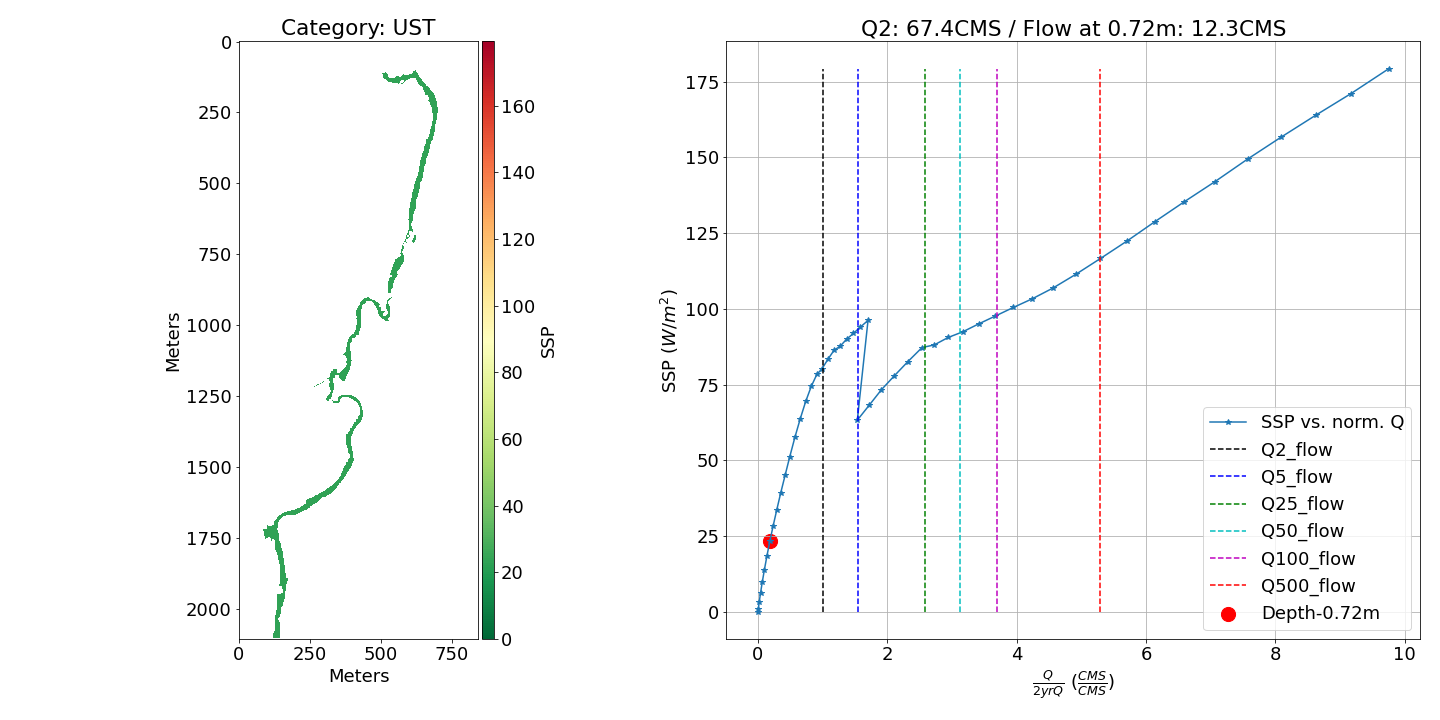 Category: UST
0
250
500
750
1000
1250
1500
1750
2000
Meters
0
250
500
750
Meters
160
140
120
100
80
60
40
20
0
SSP
Q2: 67.4CMS / Flow at 0.72m: 12.3CMS
175
150
125
100
75
50
25
0
SSP (W/m²)
0
2
4
6
8
10
Q/2yrQ (CMS/CMS)
SSP vs. norm. Q
Q2_flow
Q5_flow
Q25_flow
Q50_flow
Q100_flow
Q500_flow
Depth-0.72m